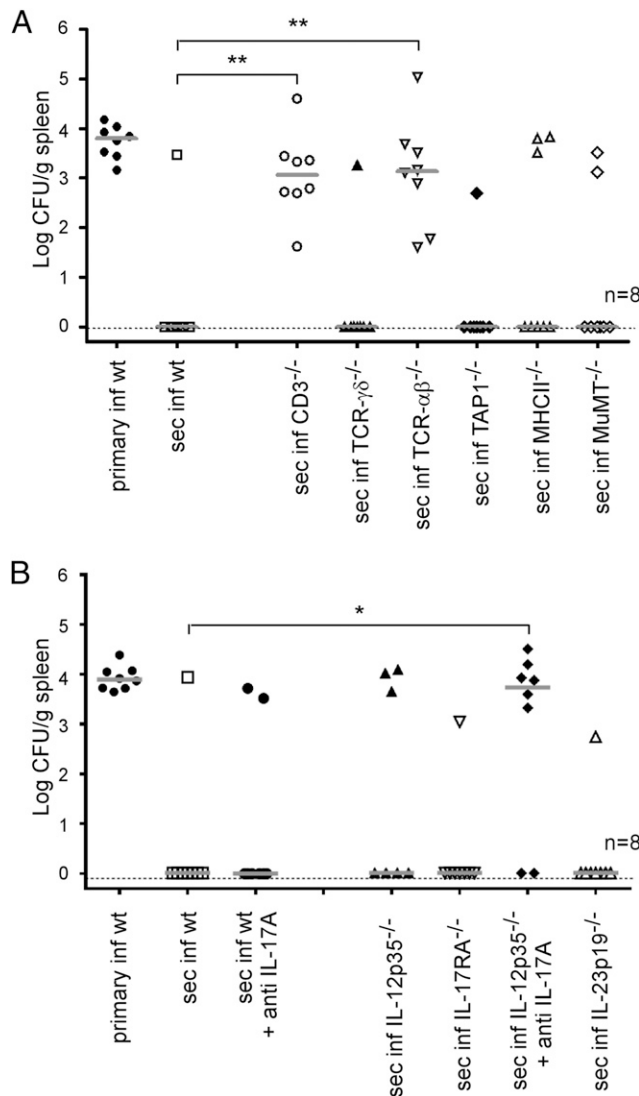 A
6
5
4
3
2
1
0
Log CFU/g spleen
**
**
n=8
primary inf wt
sec inf wt
sec inf CD3-/-
sec inf TCR-γδ-/-
sec inf TCR-αβ-/-
sec inf TAP1-/-
sec inf MHCII-/-
sec inf MuMT-/-
B
6
5
4
3
2
1
0
Log CFU/g spleen
*
n=8
primary inf wt
sec inf wt
sec inf wt
+ anti IL-17A
sec inf IL-12p35-/-
sec inf IL-17RA-/-
sec inf IL-12p35-/-
+ anti IL-17A
sec inf IL-23p19-/-